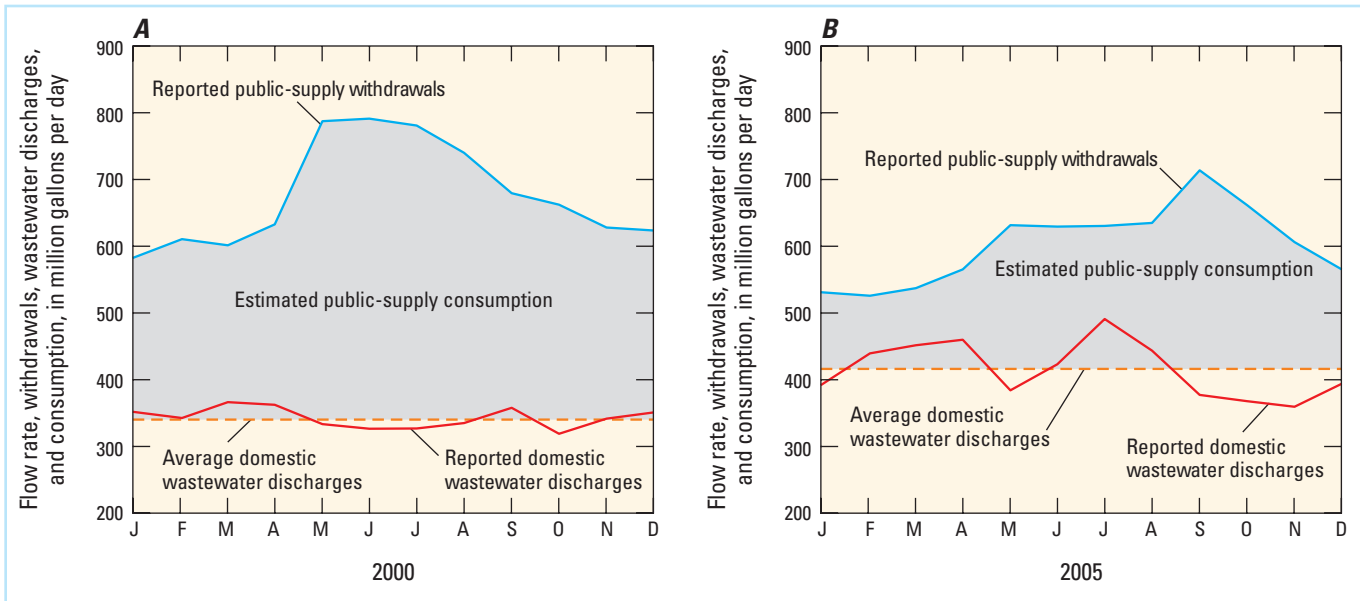 A
Flow rate, withdrawals, wastewater discharges,
and consumption, in million gallons per day
900
800
700
600
500
400
300
200
Reported public-supply withdrawals
Estimated public-supply consumption
Average domestic
wastewater discharges
Reported domestic
wastewater discharges
J F M A M J J A S O N D
2000
B
Flow rate, withdrawals, wastewater discharges,
and consumption, in million gallons per day
900
800
700
600
500
400
300
200
Reported public-supply withdrawals
Estimated public-supply consumption
Average domestic
wastewater discharges
Reported domestic
wastewater discharges
J F M A M J J A S O N D
2005